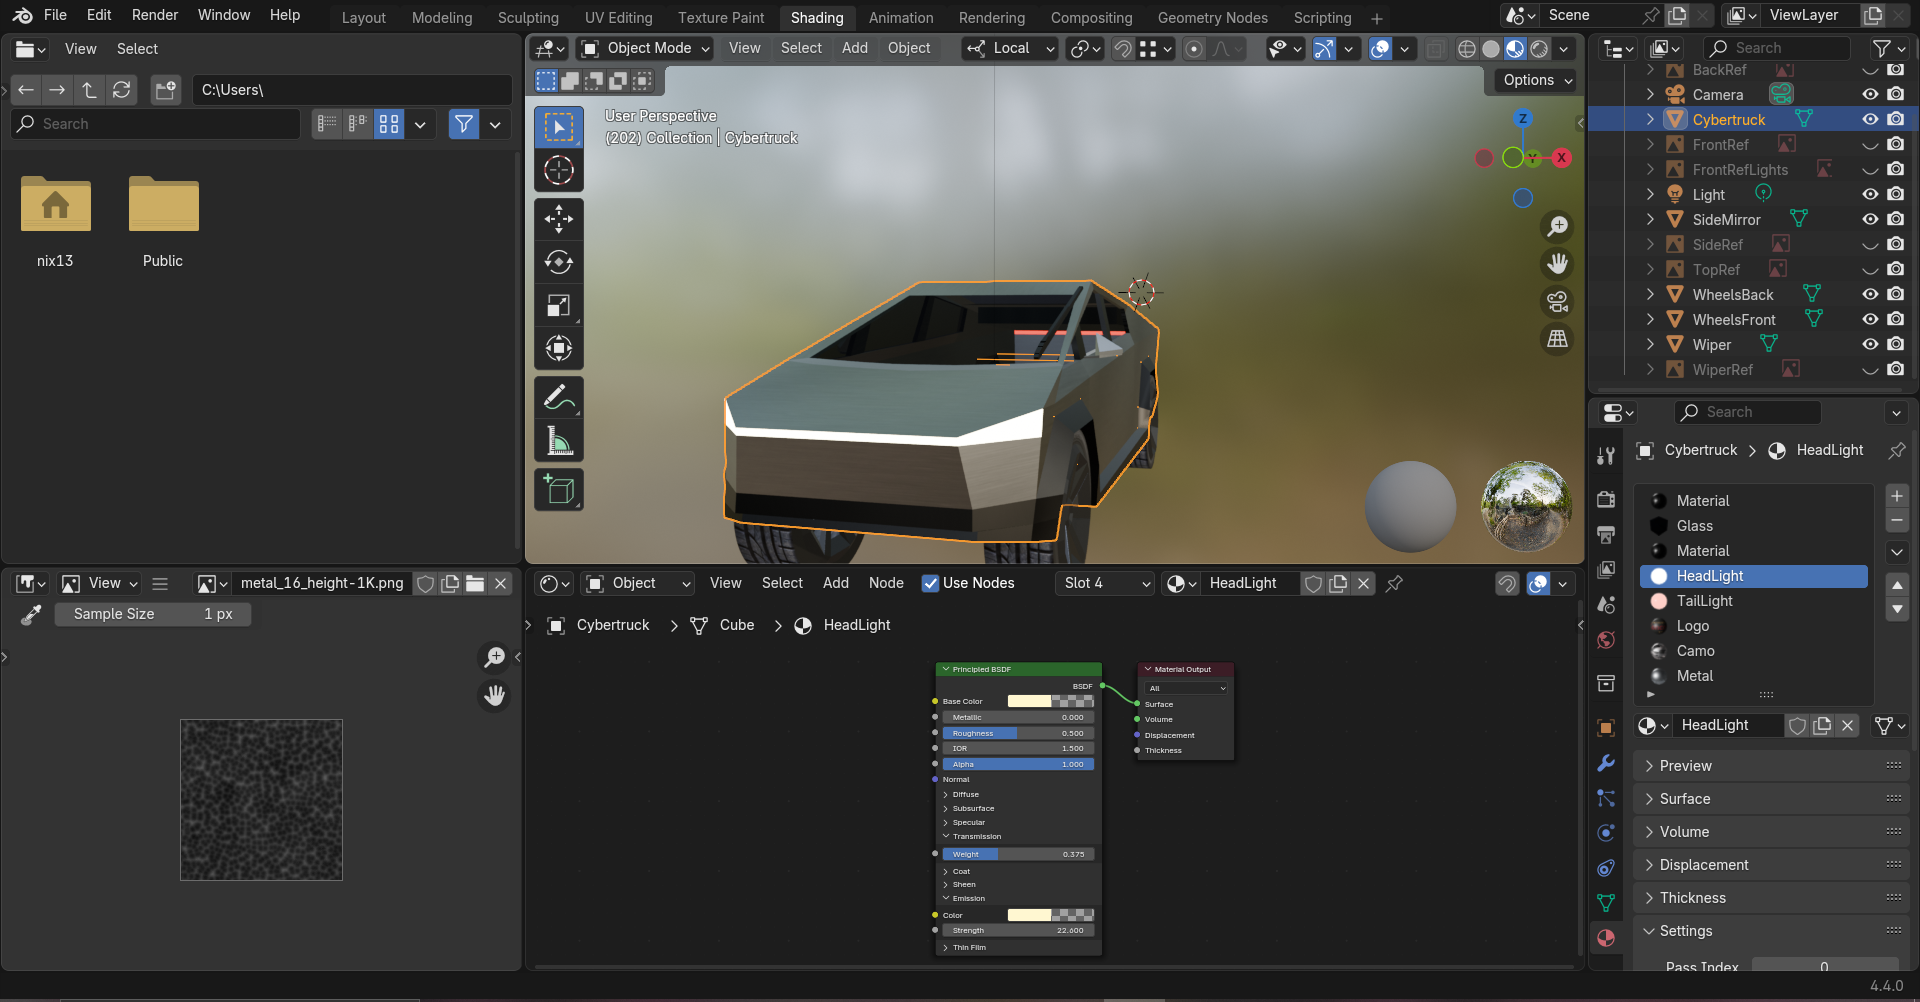 File Edit Render Window Help Layout Modeling Sculpting UV Editing Texture Paint Shading Animation Rendering Compositing Geometry Nodes Scripting + Scene ViewLayer
View Select
C:\Users\
Search
nix13 Public
Object Mode View Select Add Object Local
Options
User Perspective
(202) Collection | Cybertruck
Z
Y
X
Search
BackRef
Camera
Cybertruck
FrontRef
FrontRefLights
Light
SideMirror
SideRef
TopRef
WheelsBack
WheelsFront
Wiper
WiperRef
Search
Cybertruck > HeadLight
Material
Glass
Material
HeadLight
TailLight
Logo
Camo
Metal
HeadLight
Preview
Surface
Volume
Displacement
Thickness
Settings
Pass Index 0
View metal_16_height-1K.png
Sample Size 1 px
Object View Select Add Node Use Nodes Slot 4 HeadLight
Cybertruck > Cube > HeadLight
Principled BSDF
BSDF
Base Color
Metallic 0.000
Roughness 0.500
IOR 1.500
Alpha 1.000
Normal
Diffuse
Subsurface
Specular
Transmission
Weight 0.375
Coat
Sheen
Emission
Color
Strength 22.600
Thin Film
Material Output
All
Surface
Volume
Displacement
Thickness
4.4.0